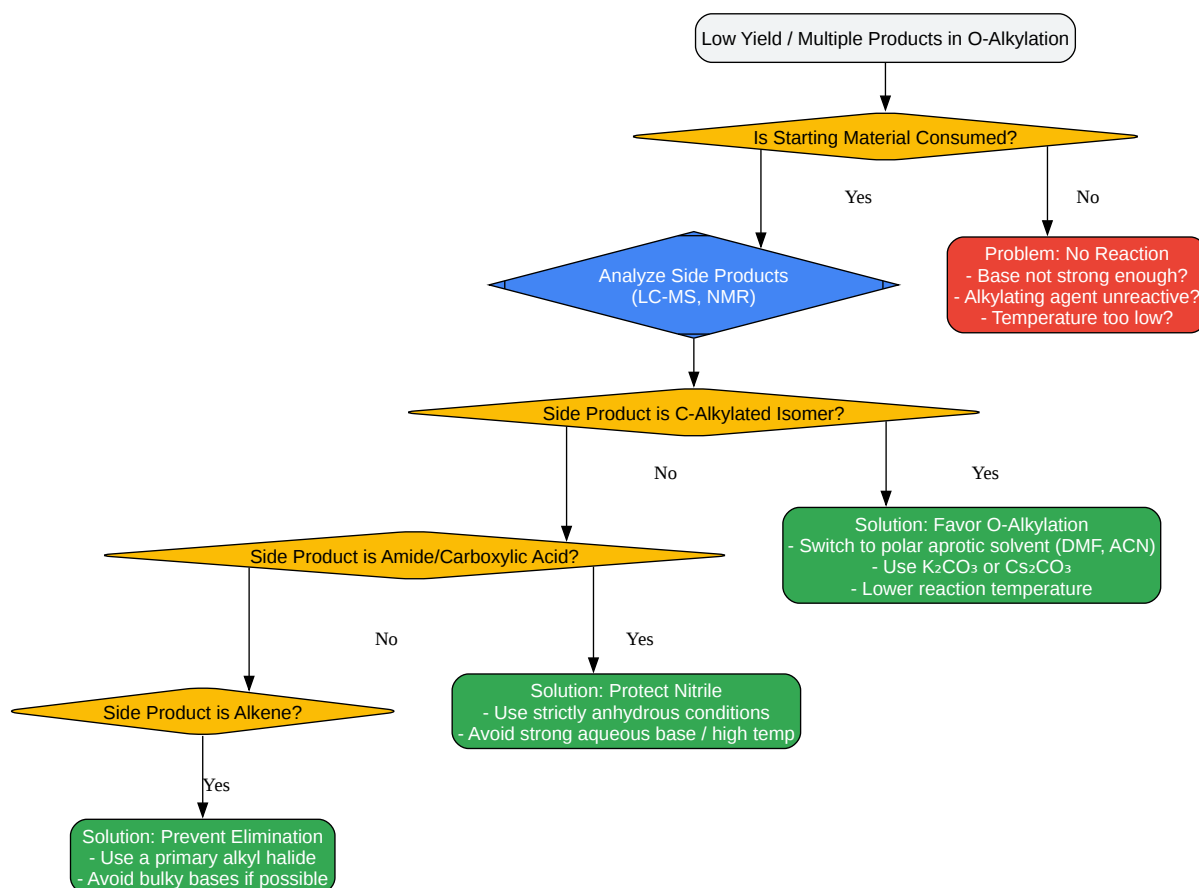 Low Yield / Multiple Products in O-Alkylation
Is Starting Material Consumed?
Yes
No
Problem: No Reaction
- Base not strong enough?
- Alkylating agent unreactive?
- Temperature too low?
Analyze Side Products
(LC-MS, NMR)
Side Product is C-Alkylated Isomer?
No
Yes
Solution: Favor O-Alkylation
- Switch to polar aprotic solvent (DMF, ACN)
- Use K₂CO₃ or Cs₂CO₃
- Lower reaction temperature
Side Product is Amide/Carboxylic Acid?
No
Yes
Solution: Protect Nitrile
- Use strictly anhydrous conditions
- Avoid strong aqueous base / high temp
Side Product is Alkene?
Yes
Solution: Prevent Elimination
- Use a primary alkyl halide
- Avoid bulky bases if possible